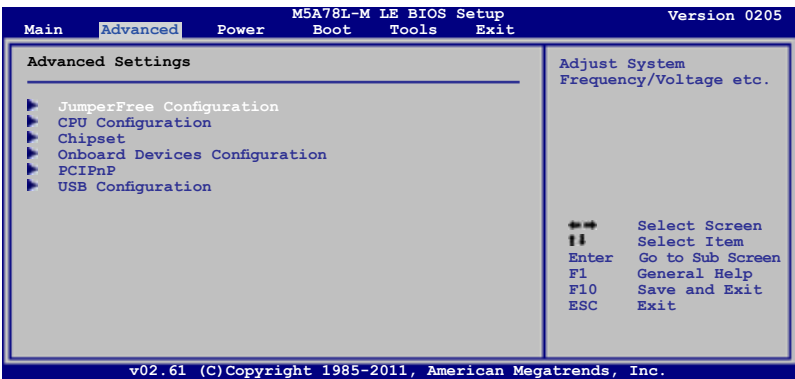 M5A78L-M LE BIOS Setup Version 0205
Main Advanced Power Boot Tools Exit
Advanced Settings
JumperFree Configuration
CPU Configuration
Chipset
Onboard Devices Configuration
PCIPnP
USB Configuration
Adjust System
Frequency/Voltage etc.
←→ Select Screen
↑↓ Select Item
Enter Go to Sub Screen
F1 General Help
F10 Save and Exit
ESC Exit
v02.61 (C)Copyright 1985-2011, American Megatrends, Inc.